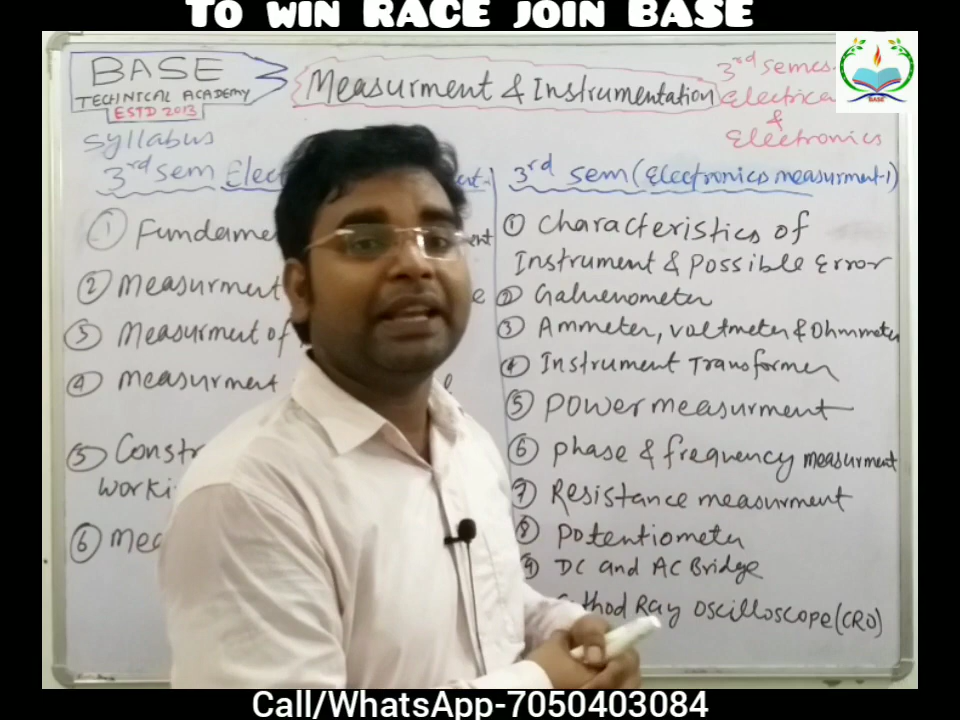 To WIN RACE JOIN BASE
BASE
TECHNICAL ACADEMY
ESTD 2013
Measurment & Instrumentation
3rd semes
Electrica
&
Electronics
BASE
Syllabus
3rd sem Elect
① Fundame
② Measurment
③ Measurment of
④ Measurment
⑤ Constr
worki
⑥ Mea
3rd sem (Electronics measurment-1)
① Characteristics of
Instrument & Possible Error
② Galvenometer
③ Ammeter, voltmeter & Ohmmeter
④ Instrument Transformer
⑤ Power measurment
⑥ Phase & frequency measurment
⑦ Resistance measurment
⑧ Potentiometer
⑨ DC and AC Bridge
Cathod Ray Oscilloscope (CRO)
Call/WhatsApp-7050403084